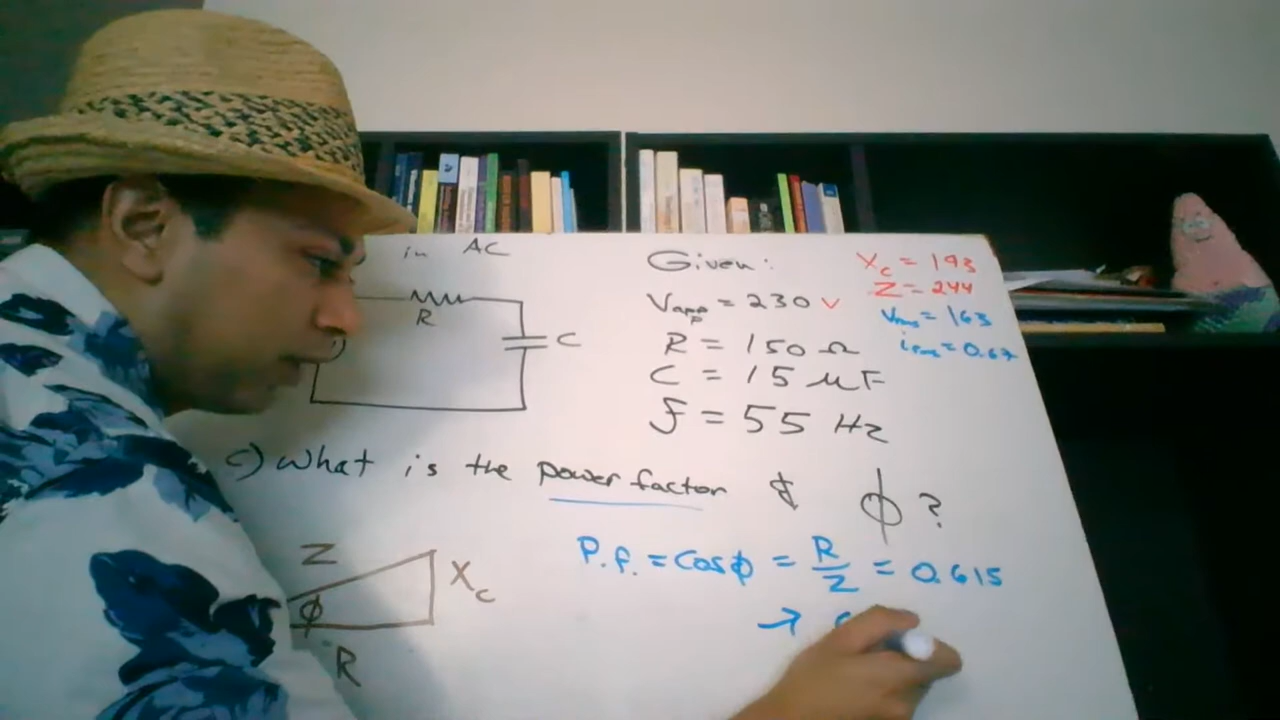 in AC
R
C
Given:
Vapp = 230 V
R = 150 Ω
C = 15 µF
f = 55 Hz
Xc = 193
Z = 244
Vrms = 163
irms = 0.67
c) What is the power factor & ϕ ?
Z
ϕ
Xc
R
P.f. = Cosϕ = R/Z = 0.615
→